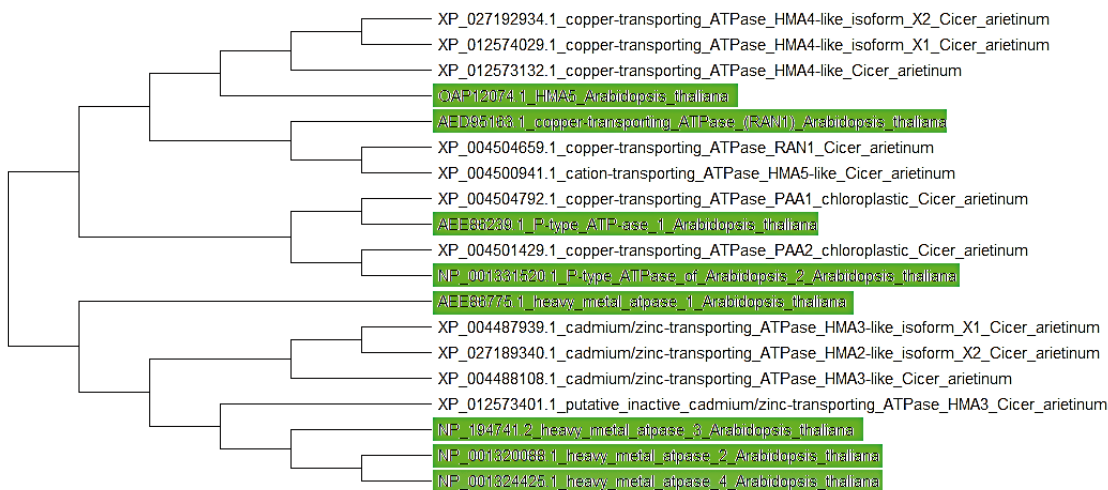 XP_027192934.1_copper-transporting_ATPase_HMA4-like_isoform_X2_Cicer_arietinum
XP_012574029.1_copper-transporting_ATPase_HMA4-like_isoform_X1_Cicer_arietinum
XP_012573132.1_copper-transporting_ATPase_HMA4-like_Cicer_arietinum
OAP12074.1_HMA5_Arabidopsis_thaliana
AED95163.1_copper-transporting_ATPase_(RAN1)_Arabidopsis_thaliana
XP_004504659.1_copper-transporting_ATPase_RAN1_Cicer_arietinum
XP_004500941.1_cation-transporting_ATPase_HMA5-like_Cicer_arietinum
XP_004504792.1_copper-transporting_ATPase_PAA1_chloroplastic_Cicer_arietinum
AEE86239.1_P-type_ATP-ase_1_Arabidopsis_thaliana
XP_004501429.1_copper-transporting_ATPase_PAA2_chloroplastic_Cicer_arietinum
NP_001331520.1_P-type_ATPase_of_Arabidopsis_2_Arabidopsis_thaliana
AEE86775.1_heavy_metal_atpase_1_Arabidopsis_thaliana
XP_004487939.1_cadmium/zinc-transporting_ATPase_HMA3-like_isoform_X1_Cicer_arietinum
XP_027189340.1_cadmium/zinc-transporting_ATPase_HMA2-like_isoform_X2_Cicer_arietinum
XP_004488108.1_cadmium/zinc-transporting_ATPase_HMA3-like_Cicer_arietinum
XP_012573401.1_putative_inactive_cadmium/zinc-transporting_ATPase_HMA3_Cicer_arietinum
NP_194741.2_heavy_metal_atpase_3_Arabidopsis_thaliana
NP_001320088.1_heavy_metal_atpase_2_Arabidopsis_thaliana
NP_001324425.1_heavy_metal_atpase_4_Arabidopsis_thaliana